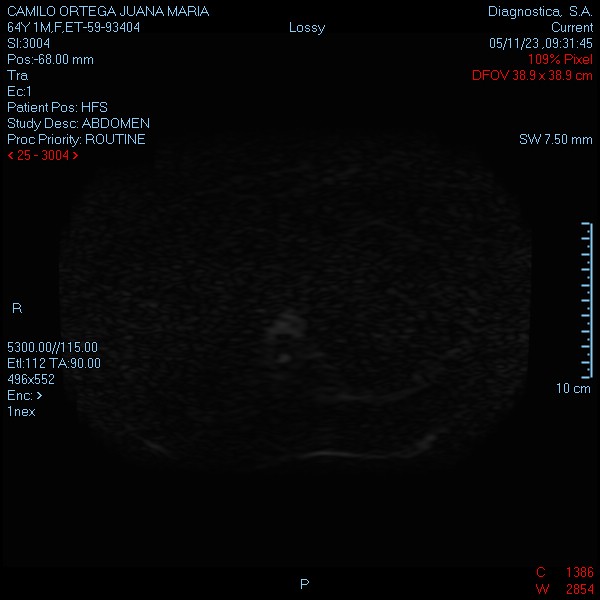 CAMILO ORTEGA JUANA MARIA
64Y 1M,F,ET-59-93404
SI:3004
Pos:-68.00 mm
Tra
Ec:1
Patient Pos: HFS
Study Desc: ABDOMEN
Proc Priority: ROUTINE
< 25 - 3004 >
Lossy
Diagnostica, S.A.
Current
05/11/23 ,09:31:45
109% Pixel
DFOV 38.9 x 38.9 cm
SW 7.50 mm
R
5300.00//115.00
Etl:112 TA:90.00
496x552
Enc: >
1nex
10 cm
P
C 1386
W 2854